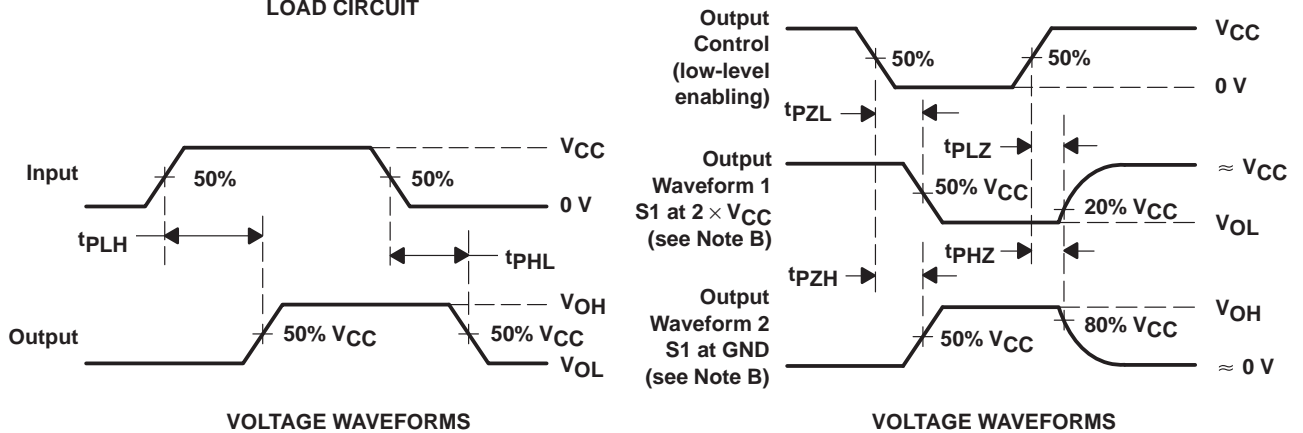 LOAD CIRCUIT
Input
50%
50%
VCC
0 V
tPLH
tPHL
Output
50% VCC
50% VCC
VOH
VOL
VOLTAGE WAVEFORMS
Output
Control
(low-level
enabling)
50%
50%
VCC
0 V
tPZL
tPLZ
Output
Waveform 1
S1 at 2 × VCC
(see Note B)
50% VCC
20% VCC
≈ VCC
VOL
tPZH
tPHZ
Output
Waveform 2
S1 at GND
(see Note B)
50% VCC
80% VCC
VOH
≈ 0 V
VOLTAGE WAVEFORMS